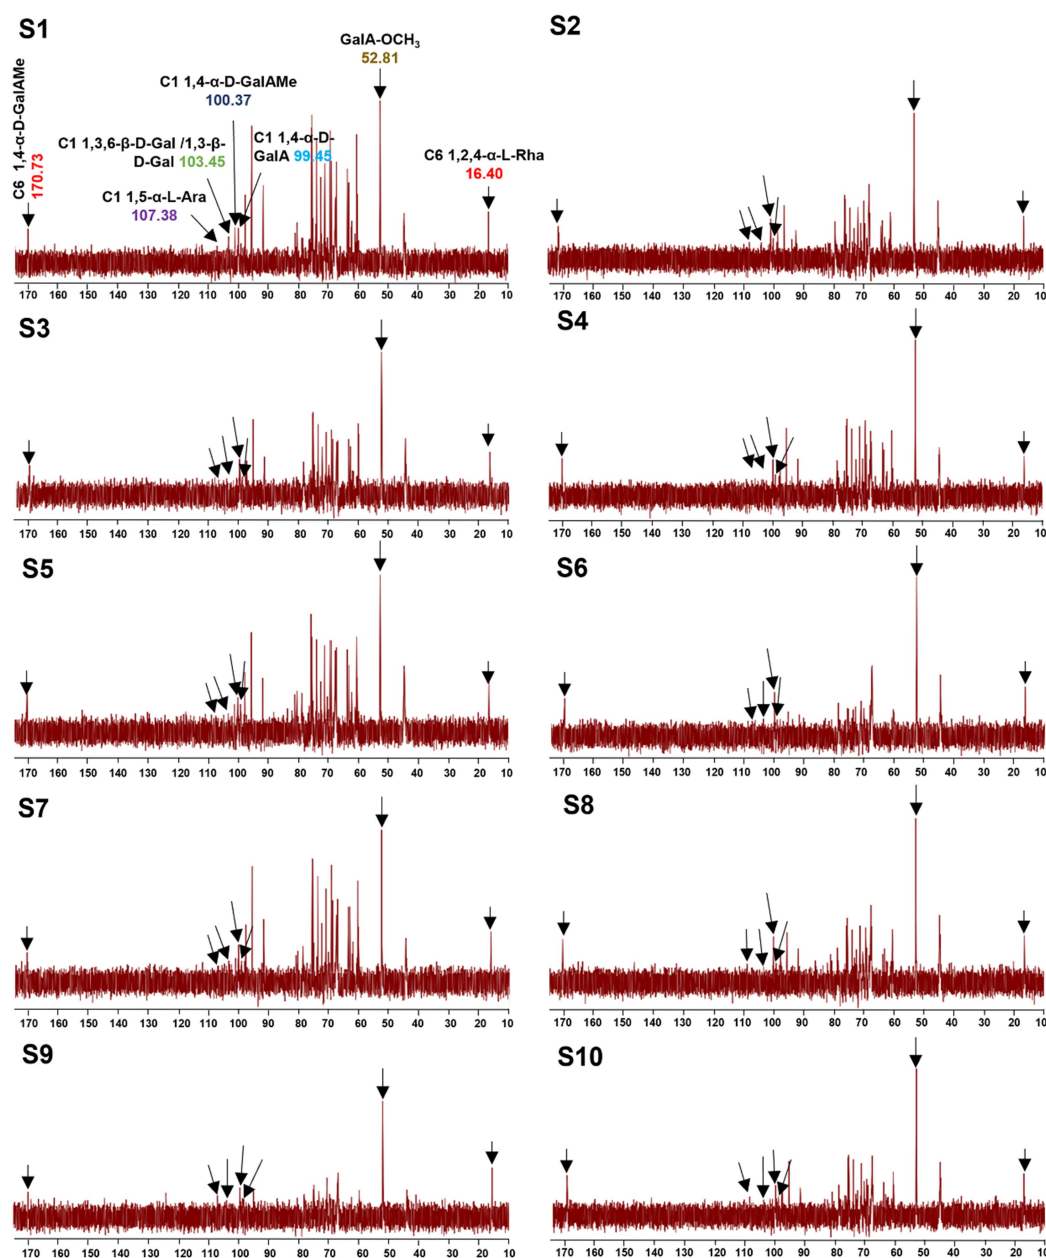 S1
S2
GalA-OCH₃
52.81
C6 1,4-α-D-GalAMe
170.73
C1 1,4-α-D-GalAMe
100.37
C1 1,3,6-β-D-Gal /1,3-β-
D-Gal 103.45
C1 1,4-α-D-
GalA 99.45
C1 1,5-α-L-Ara
107.38
C6 1,2,4-α-L-Rha
16.40
170 160 150 140 130 120 110 100 90 80 70 60 50 40 30 20 10
170 160 150 140 130 120 110 100 90 80 70 60 50 40 30 20 10
S3
S4
170 160 150 140 130 120 110 100 90 80 70 60 50 40 30 20 10
170 160 150 140 130 120 110 100 90 80 70 60 50 40 30 20 10
S5
S6
170 160 150 140 130 120 110 100 90 80 70 60 50 40 30 20 10
170 160 150 140 130 120 110 100 90 80 70 60 50 40 30 20 10
S7
S8
170 160 150 140 130 120 110 100 90 80 70 60 50 40 30 20 10
170 160 150 140 130 120 110 100 90 80 70 60 50 40 30 20 10
S9
S10
170 160 150 140 130 120 110 100 90 80 70 60 50 40 30 20 10
170 160 150 140 130 120 110 100 90 80 70 60 50 40 30 20 10